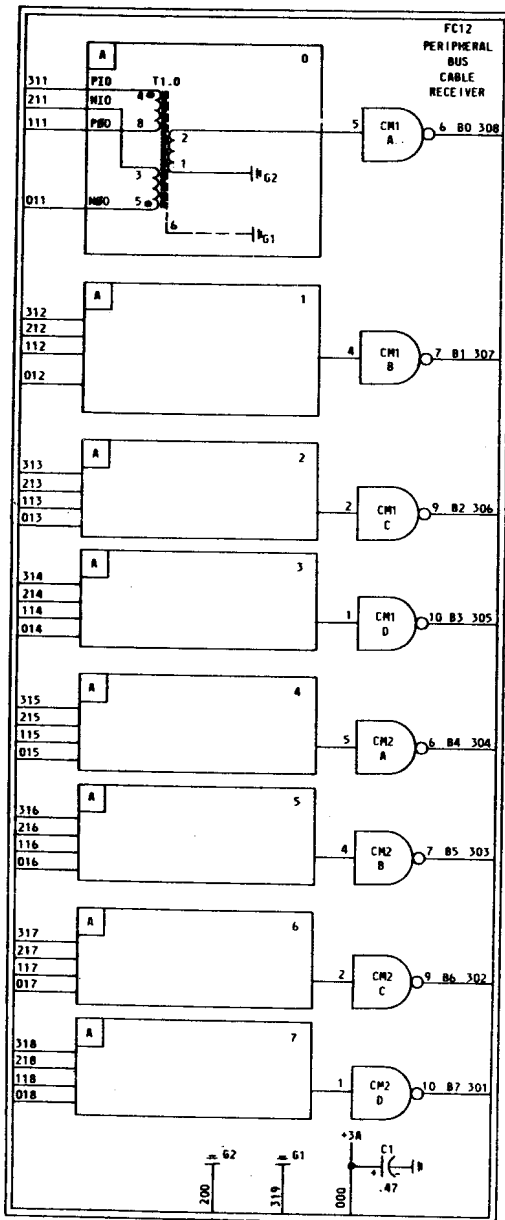 FC12
PERIPHERAL
BUS
CABLE
RECEIVER
A
0
311 PI0 T1.0
4
211 NI0
111 PØ0 8
2
1
G2
3
011 NØ0 5
6
G1
5 CM1 A 6 B0 308
A 1
312
212
112
012
4 CM1 B 7 B1 307
A 2
313
213
113
013
2 CM1 C 9 B2 306
A 3
314
214
114
014
1 CM1 D 10 B3 305
A 4
315
215
115
015
5 CM2 A 6 B4 304
A 5
316
216
116
016
4 CM2 B 7 B5 303
A 6
317
217
117
017
2 CM2 C 9 B6 302
A 7
318
218
118
018
1 CM2 D 10 B7 301
G2
200
G1
319
+3A
000
C1
+ -
.47